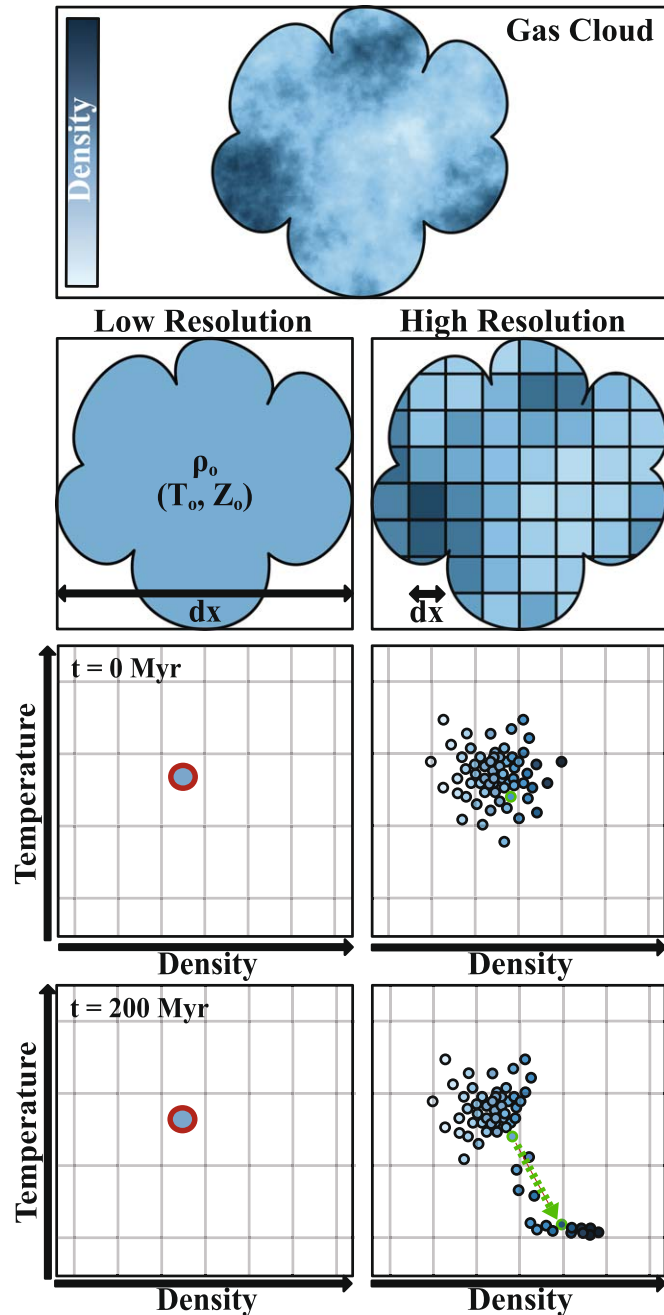 Gas Cloud
Density
Low Resolution
High Resolution
ρₒ
(Tₒ, Zₒ)
dx
dx
t = 0 Myr
Temperature
Density
Density
t = 200 Myr
Temperature
Density
Density